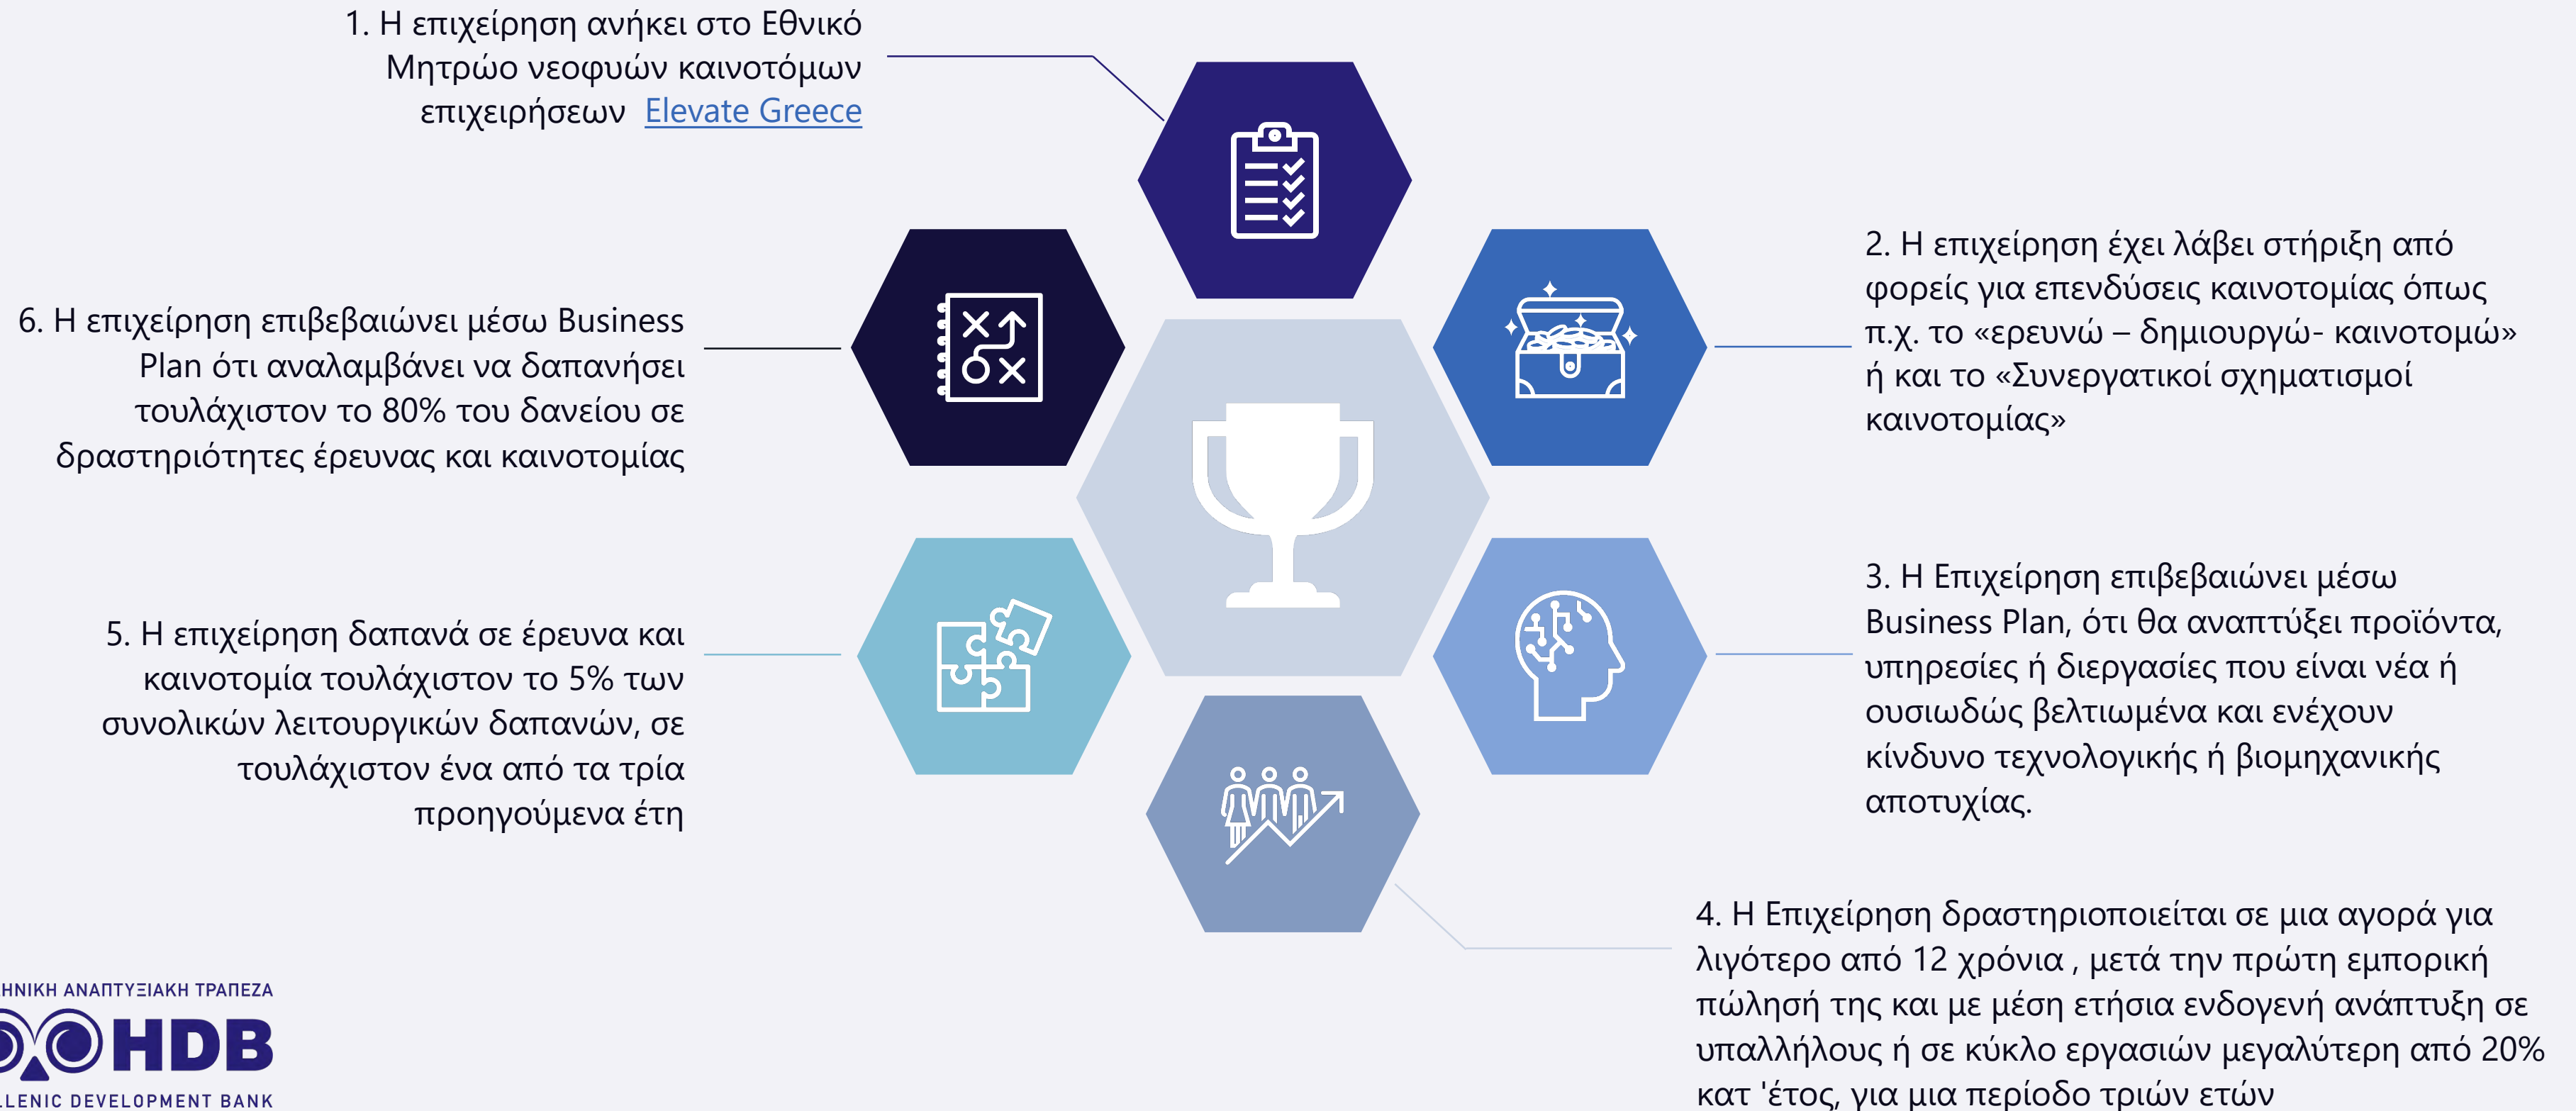 1. Η επιχείρηση ανήκει στο Εθνικό
Μητρώο νεοφυών καινοτόμων
επιχειρήσεων Elevate Greece
2. Η επιχείρηση έχει λάβει στήριξη από
φορείς για επενδύσεις καινοτομίας όπως
π.χ. το «ερευνώ – δημιουργώ- καινοτομώ»
ή και το «Συνεργατικοί σχηματισμοί
καινοτομίας»
3. Η Επιχείρηση επιβεβαιώνει μέσω
Business Plan, ότι θα αναπτύξει προϊόντα,
υπηρεσίες ή διεργασίες που είναι νέα ή
ουσιωδώς βελτιωμένα και ενέχουν
κίνδυνο τεχνολογικής ή βιομηχανικής
αποτυχίας.
4. Η Επιχείρηση δραστηριοποιείται σε μια αγορά για
λιγότερο από 12 χρόνια , μετά την πρώτη εμπορική
πώλησή της και με μέση ετήσια ενδογενή ανάπτυξη σε
υπαλλήλους ή σε κύκλο εργασιών μεγαλύτερη από 20%
κατ 'έτος, για μια περίοδο τριών ετών
5. Η επιχείρηση δαπανά σε έρευνα και
καινοτομία τουλάχιστον το 5% των
συνολικών λειτουργικών δαπανών, σε
τουλάχιστον ένα από τα τρία
προηγούμενα έτη
6. Η επιχείρηση επιβεβαιώνει μέσω Business
Plan ότι αναλαμβάνει να δαπανήσει
τουλάχιστον το 80% του δανείου σε
δραστηριότητες έρευνας και καινοτομίας
ΗΝΙΚΗ ΑΝΑΠΤΥΞΙΑΚΗ ΤΡΑΠΕΖΑ
HDB
LLENIC DEVELOPMENT BANK